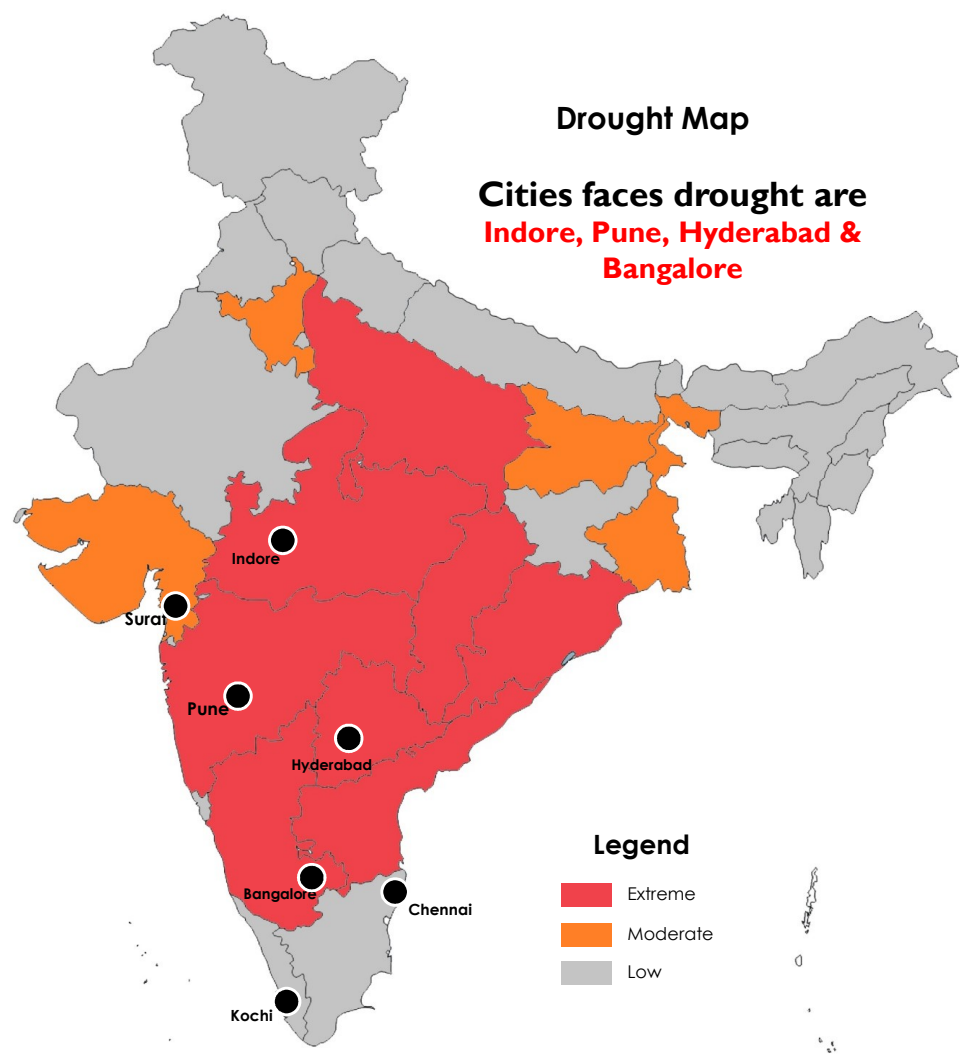 Drought Map
Cities faces drought are
Indore, Pune, Hyderabad &
Bangalore
Indore
Surat
Pune
Hyderabad
Bangalore
Chennai
Kochi
Legend
Extreme
Moderate
Low